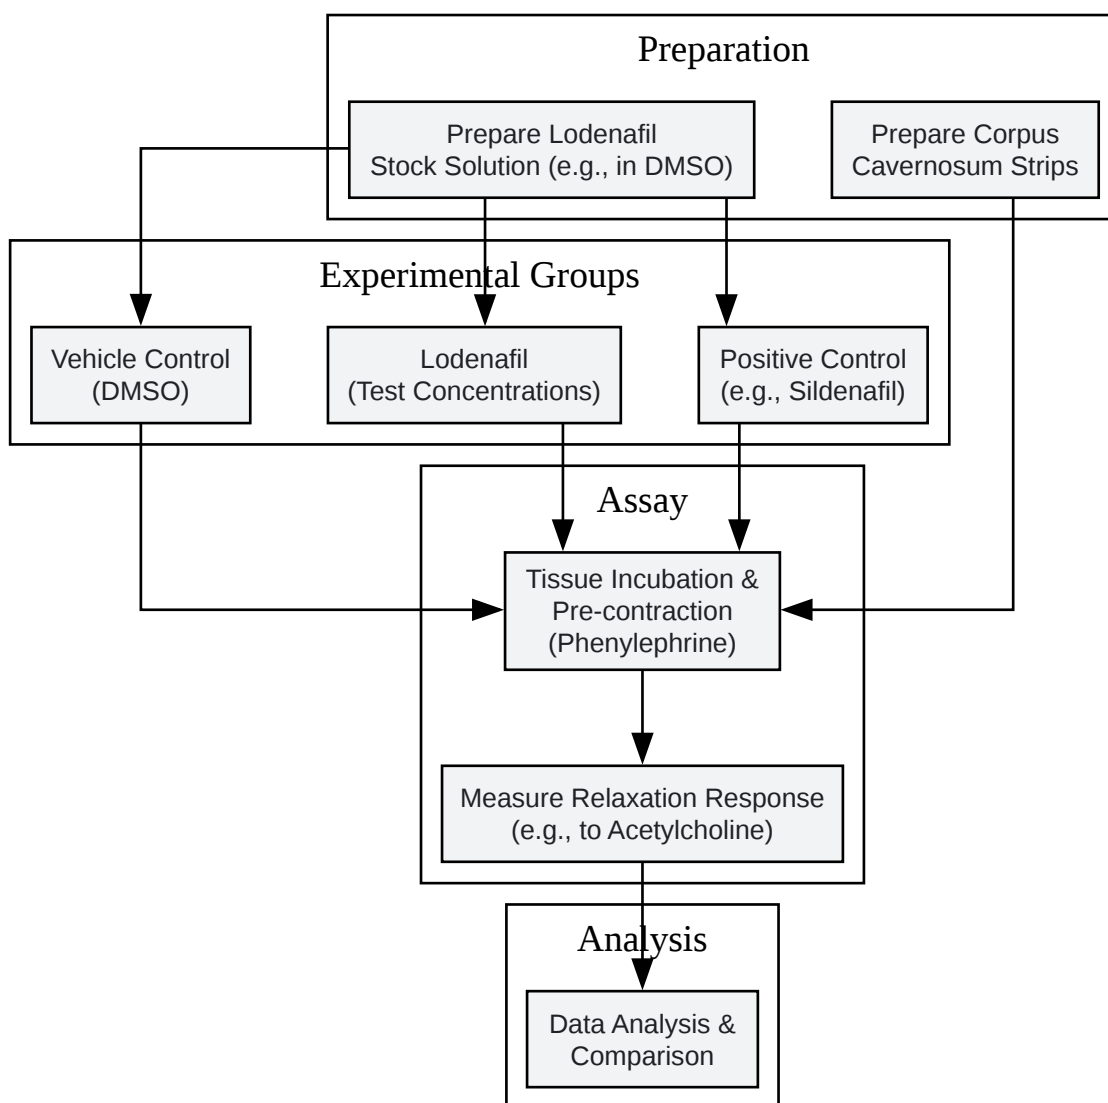 Preparation
Prepare Lodenafil
Stock Solution (e.g., in DMSO)
Prepare Corpus
Cavernosum Strips
Experimental Groups
Vehicle Control
(DMSO)
Lodenafil
(Test Concentrations)
Positive Control
(e.g., Sildenafil)
Assay
Tissue Incubation &
Pre-contraction
(Phenylephrine)
Measure Relaxation Response
(e.g., to Acetylcholine)
Analysis
Data Analysis &
Comparison